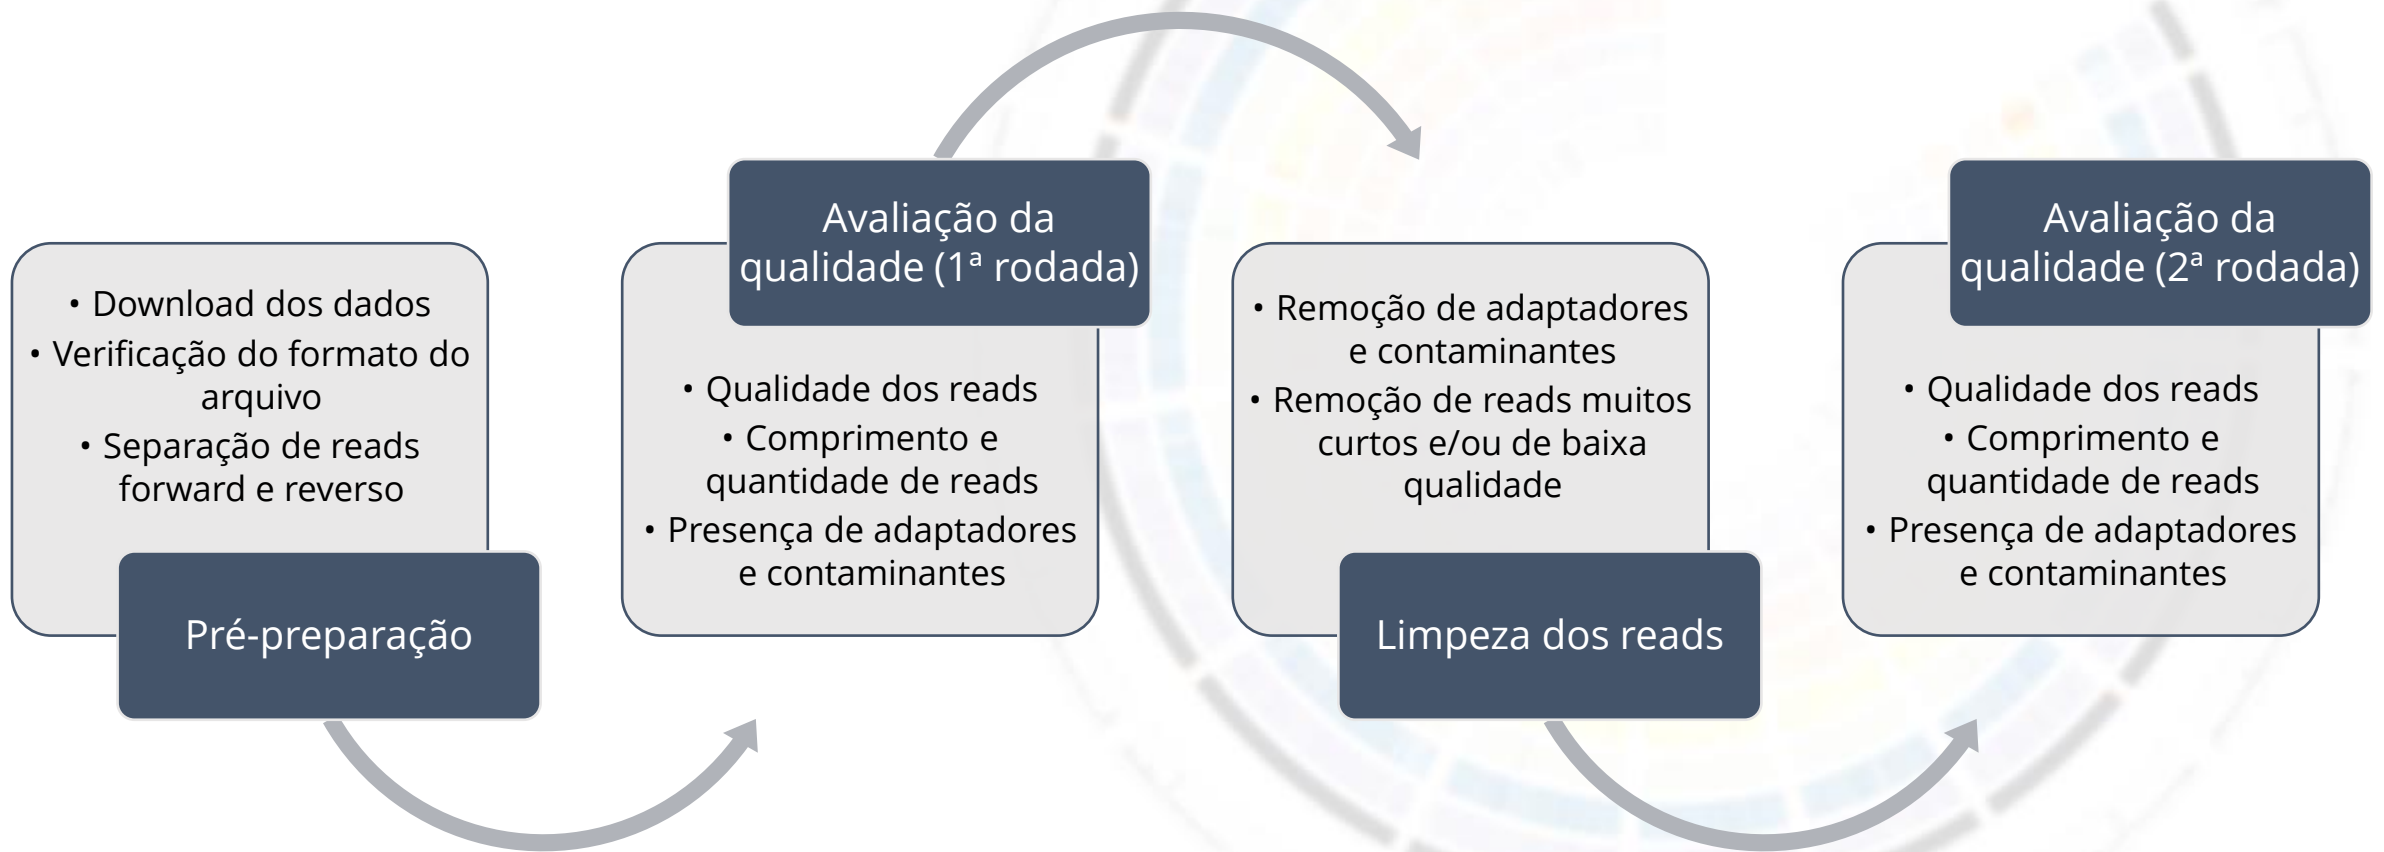 • Download dos dados
• Verificação do formato do
arquivo
• Separação de reads
forward e reverso
Pré-preparação
Avaliação da
qualidade (1ª rodada)
• Qualidade dos reads
• Comprimento e
quantidade de reads
• Presença de adaptadores
e contaminantes
• Remoção de adaptadores
e contaminantes
• Remoção de reads muitos
curtos e/ou de baixa
qualidade
Limpeza dos reads
Avaliação da
qualidade (2ª rodada)
• Qualidade dos reads
• Comprimento e
quantidade de reads
• Presença de adaptadores
e contaminantes